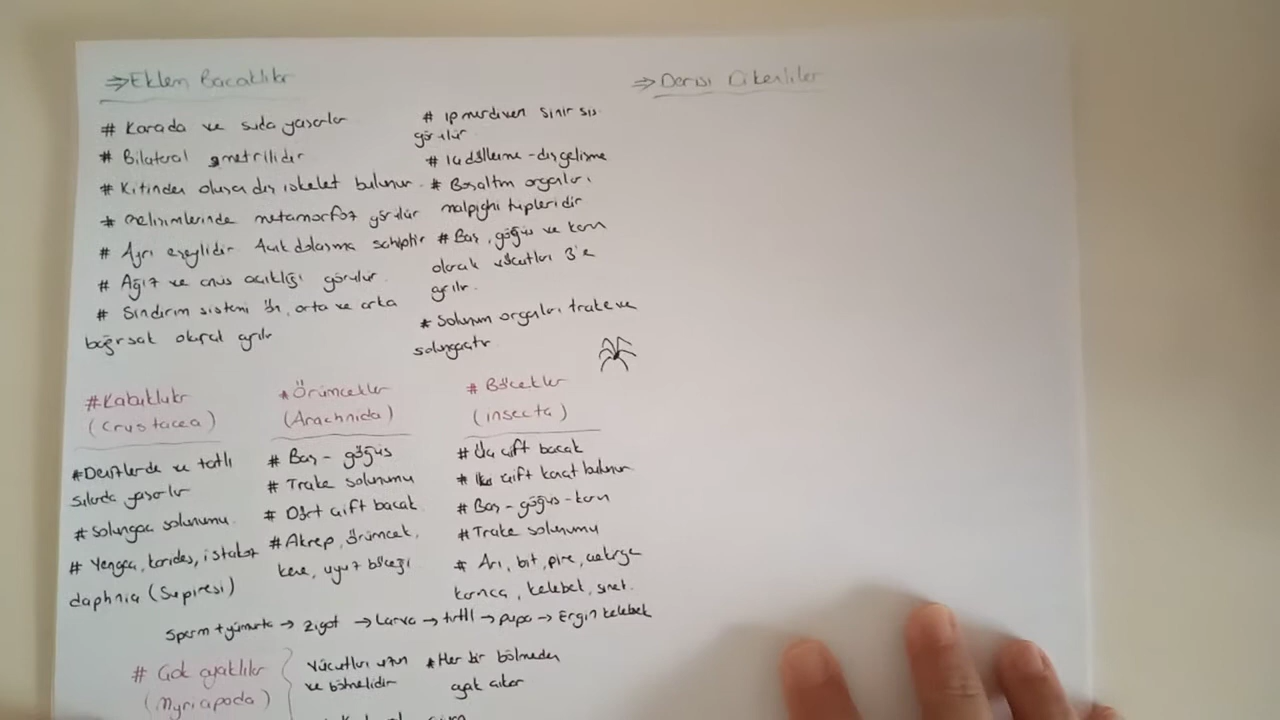 ⇒Eklem Bacaklılar
# Karada ve suda yaşarlar
# Bilateral simetrilidir
# Kitinden oluşan dış iskelet bulunur.
* Gelişimlerinde metamorfoz görülür
# Ayrı eşeylidir Açık dolaşıma sahiptir
# Ağız ve anüs açıklığı görülür.
# Sindirim sistemi ön, orta ve arka
bağırsak olarak ayrılır
# ip merdiven sinir sis.
görülür
# İç döllenme - dış gelişme
# Boşaltım organları
malpighi tüpleridir
# Baş, göğüs ve karın
olarak vücutları 3'e
ayrılır.
* Solunum organları trake ve
solungaçtır
# Kabuklular
(Crustacea)
* Denizlerde ve tatlı
sularda yaşarlar
# Solungaç solunumu.
# Yengeç, karides, istakoz
daphnia (Su piresi)
* Örümcekler
(Arachnida)
# Baş - göğüs
# Trake solunumu
# Dört çift bacak
# Akrep, örümcek,
kene, uyuz böceği
# Böcekler
(insecta)
# Üç çift bacak
* İki çift kanat bulunur
# Baş - göğüs - karın
# Trake solunumu
* Arı, bit, pire, çekirge
karınca, kelebek, sinek.
Sperm + yumurta → Zigot → Larva → tırtıl → pupa → Ergin kelebek
# Çok ayaklılar
(Myriapoda)
Vücutları uzun
ve bölmelidir
* Her bir bölmeden
ayak çıkar
⇒ Derisi Dikenliler